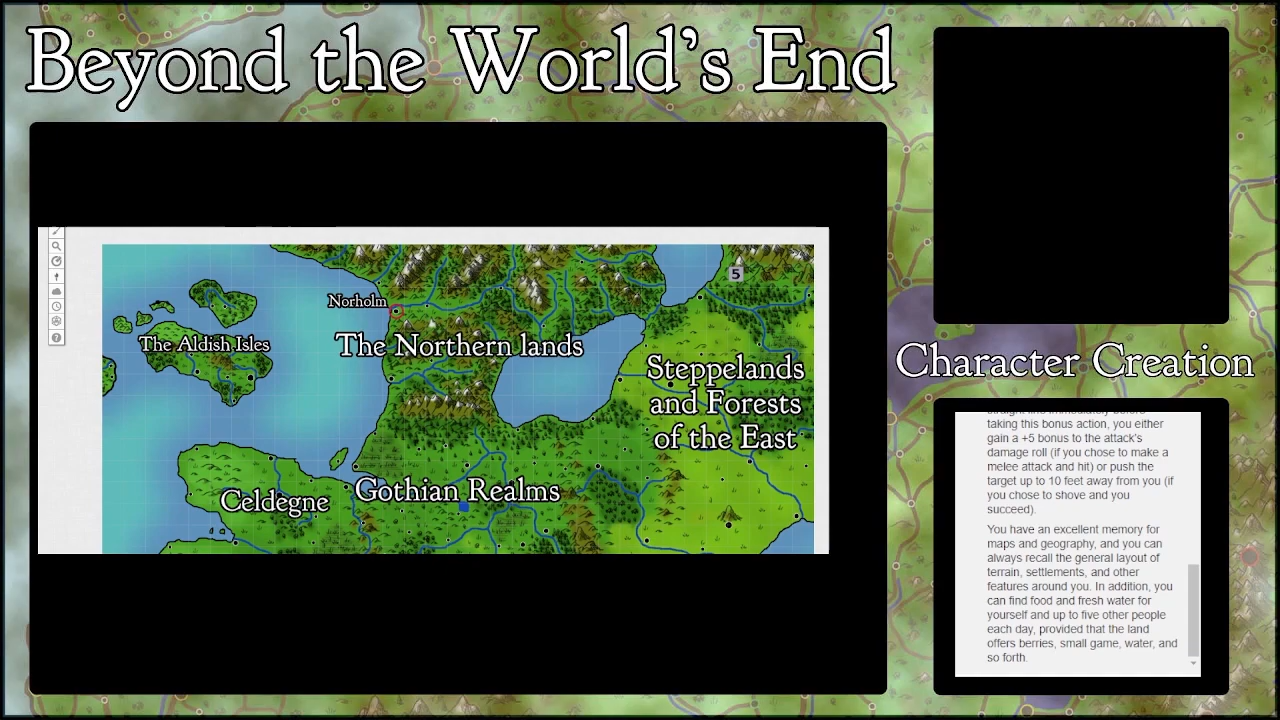 Beyond the World's End
5
Norholm
The Aldish Isles
The Northern lands
Steppelands
and Forests
of the East
Celdegne
Gothian Realms
Character Creation
straight line immediately before
taking this bonus action, you either
gain a +5 bonus to the attack's
damage roll (if you chose to make a
melee attack and hit) or push the
target up to 10 feet away from you (if
you chose to shove and you
succeed).
You have an excellent memory for
maps and geography, and you can
always recall the general layout of
terrain, settlements, and other
features around you. In addition, you
can find food and fresh water for
yourself and up to five other people
each day, provided that the land
offers berries, small game, water, and
so forth.